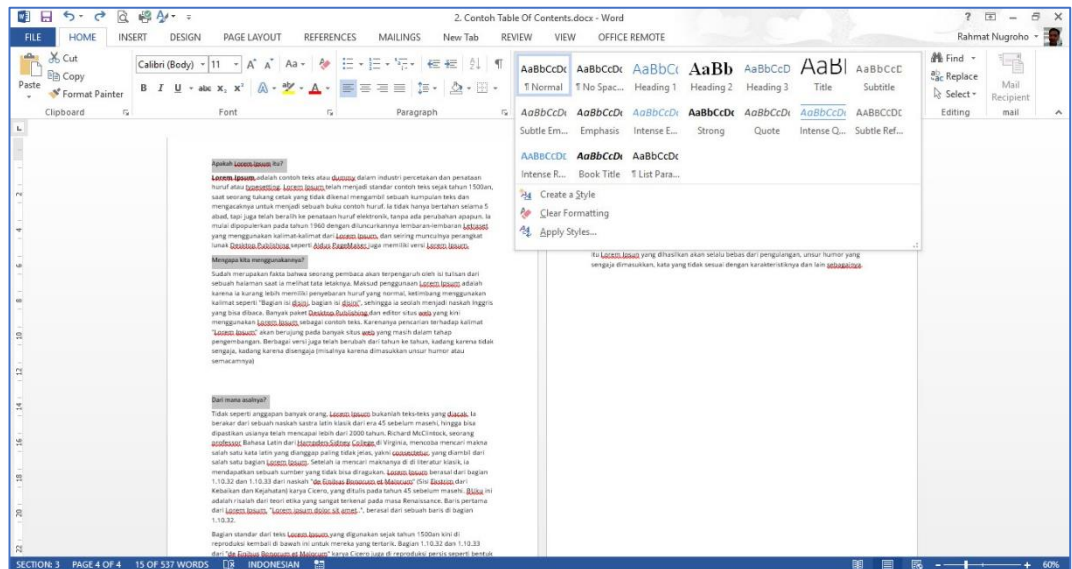 2. Contoh Table Of Contents.docx - Word
FILE HOME INSERT DESIGN PAGE LAYOUT REFERENCES MAILINGS New Tab REVIEW VIEW OFFICE REMOTE Rahmat Nugroho
Cut
Copy
Format Painter
Paste
Clipboard
Calibri (Body) 11
Font
Paragraph
AaBbCcDc AaBbCcDc AaBbC AaBb AaBbCcD AaB AaBbCcD
¶ Normal ¶ No Spac... Heading 1 Heading 2 Heading 3 Title Subtitle
AaBbCcDc AaBbCcDc AaBbCcDc AaBbCcDc AaBbCcDc AaBbCcDc AABBCCDC
Subtle Em... Emphasis Intense E... Strong Quote Intense Q... Subtle Ref...
AABBCCDC AaBbCcDc AaBbCcDc
Intense R... Book Title ¶ List Para...
Create a Style
Clear Formatting
Apply Styles...
Find
Replace
Select
Editing
Mail
Recipient
mail
Apakah Lorem Ipsum itu?
Lorem Ipsum adalah contoh teks atau dummy dalam industri percetakan dan penataan
huruf atau typesetting. Lorem Ipsum telah menjadi standar contoh teks sejak tahun 1500an,
saat seorang tukang cetak yang tidak dikenal mengambil sebuah kumpulan teks dan
mengacaknya untuk menjadi sebuah buku contoh huruf. Ia tidak hanya bertahan selama 5
abad, tapi juga telah beralih ke penataan huruf elektronik, tanpa ada perubahan apapun. Ia
mulai dipopulerkan pada tahun 1960 dengan diluncurkannya lembaran-lembaran Letraset
yang menggunakan kalimat-kalimat dari Lorem Ipsum, dan seiring munculnya perangkat
lunak Desktop Publishing seperti Aldus PageMaker juga memiliki versi Lorem Ipsum.
Mengapa kita menggunakannya?
Sudah merupakan fakta bahwa seorang pembaca akan terpengaruh oleh isi tulisan dari
sebuah halaman saat ia melihat tata letaknya. Maksud penggunaan Lorem Ipsum adalah
karena ia kurang lebih memiliki penyebaran huruf yang normal, ketimbang menggunakan
kalimat seperti "Bagian isi disini, bagian isi disini", sehingga ia seolah menjadi naskah Inggris
yang bisa dibaca. Banyak paket Desktop Publishing dan editor situs web yang kini
menggunakan Lorem Ipsum sebagai contoh teks. Karenanya pencarian terhadap kalimat
"Lorem Ipsum" akan berujung pada banyak situs web yang masih dalam tahap
pengembangan. Berbagai versi juga telah berubah dari tahun ke tahun, kadang karena tidak
sengaja, kadang karena disengaja (misalnya karena dimasukkan unsur humor atau
semacamnya)
Dari mana asalnya?
Tidak seperti anggapan banyak orang, Lorem Ipsum bukanlah teks-teks yang diacak. Ia
berakar dari sebuah naskah sastra latin klasik dari era 45 sebelum masehi, hingga bisa
dipastikan usianya telah mencapai lebih dari 2000 tahun. Richard McClintock, seorang
professor Bahasa Latin dari Hampden-Sidney College di Virginia, mencoba mencari makna
salah satu kata latin yang dianggap paling tidak jelas, yakni consectetur, yang diambil dari
salah satu bagian Lorem Ipsum. Setelah ia mencari maknanya di di literatur klasik, ia
mendapatkan sebuah sumber yang tidak bisa diragukan. Lorem Ipsum berasal dari bagian
1.10.32 dan 1.10.33 dari naskah "de Finibus Bonorum et Malorum" (Sisi Ekstrim dari
Kebaikan dan Kejahatan) karya Cicero, yang ditulis pada tahun 45 sebelum masehi. BUku ini
adalah risalah dari teori etika yang sangat terkenal pada masa Renaissance. Baris pertama
dari Lorem Ipsum, "Lorem ipsum dolor sit amet..", berasal dari sebuah baris di bagian
1.10.32.
Bagian standar dari teks Lorem Ipsum yang digunakan sejak tahun 1500an kini di
reproduksi kembali di bawah ini untuk mereka yang tertarik. Bagian 1.10.32 dan 1.10.33
dari "de Finibus Bonorum et Malorum" karya Cicero juga di reproduksi persis seperti bentuk
itu Lorem Ipsun yang dihasilkan akan selalu bebas dari pengulangan, unsur humor yang
sengaja dimasukkan, kata yang tidak sesuai dengan karakteristiknya dan lain sebagainya.
SECTION: 3 PAGE 4 OF 4 15 OF 537 WORDS INDONESIAN 60%